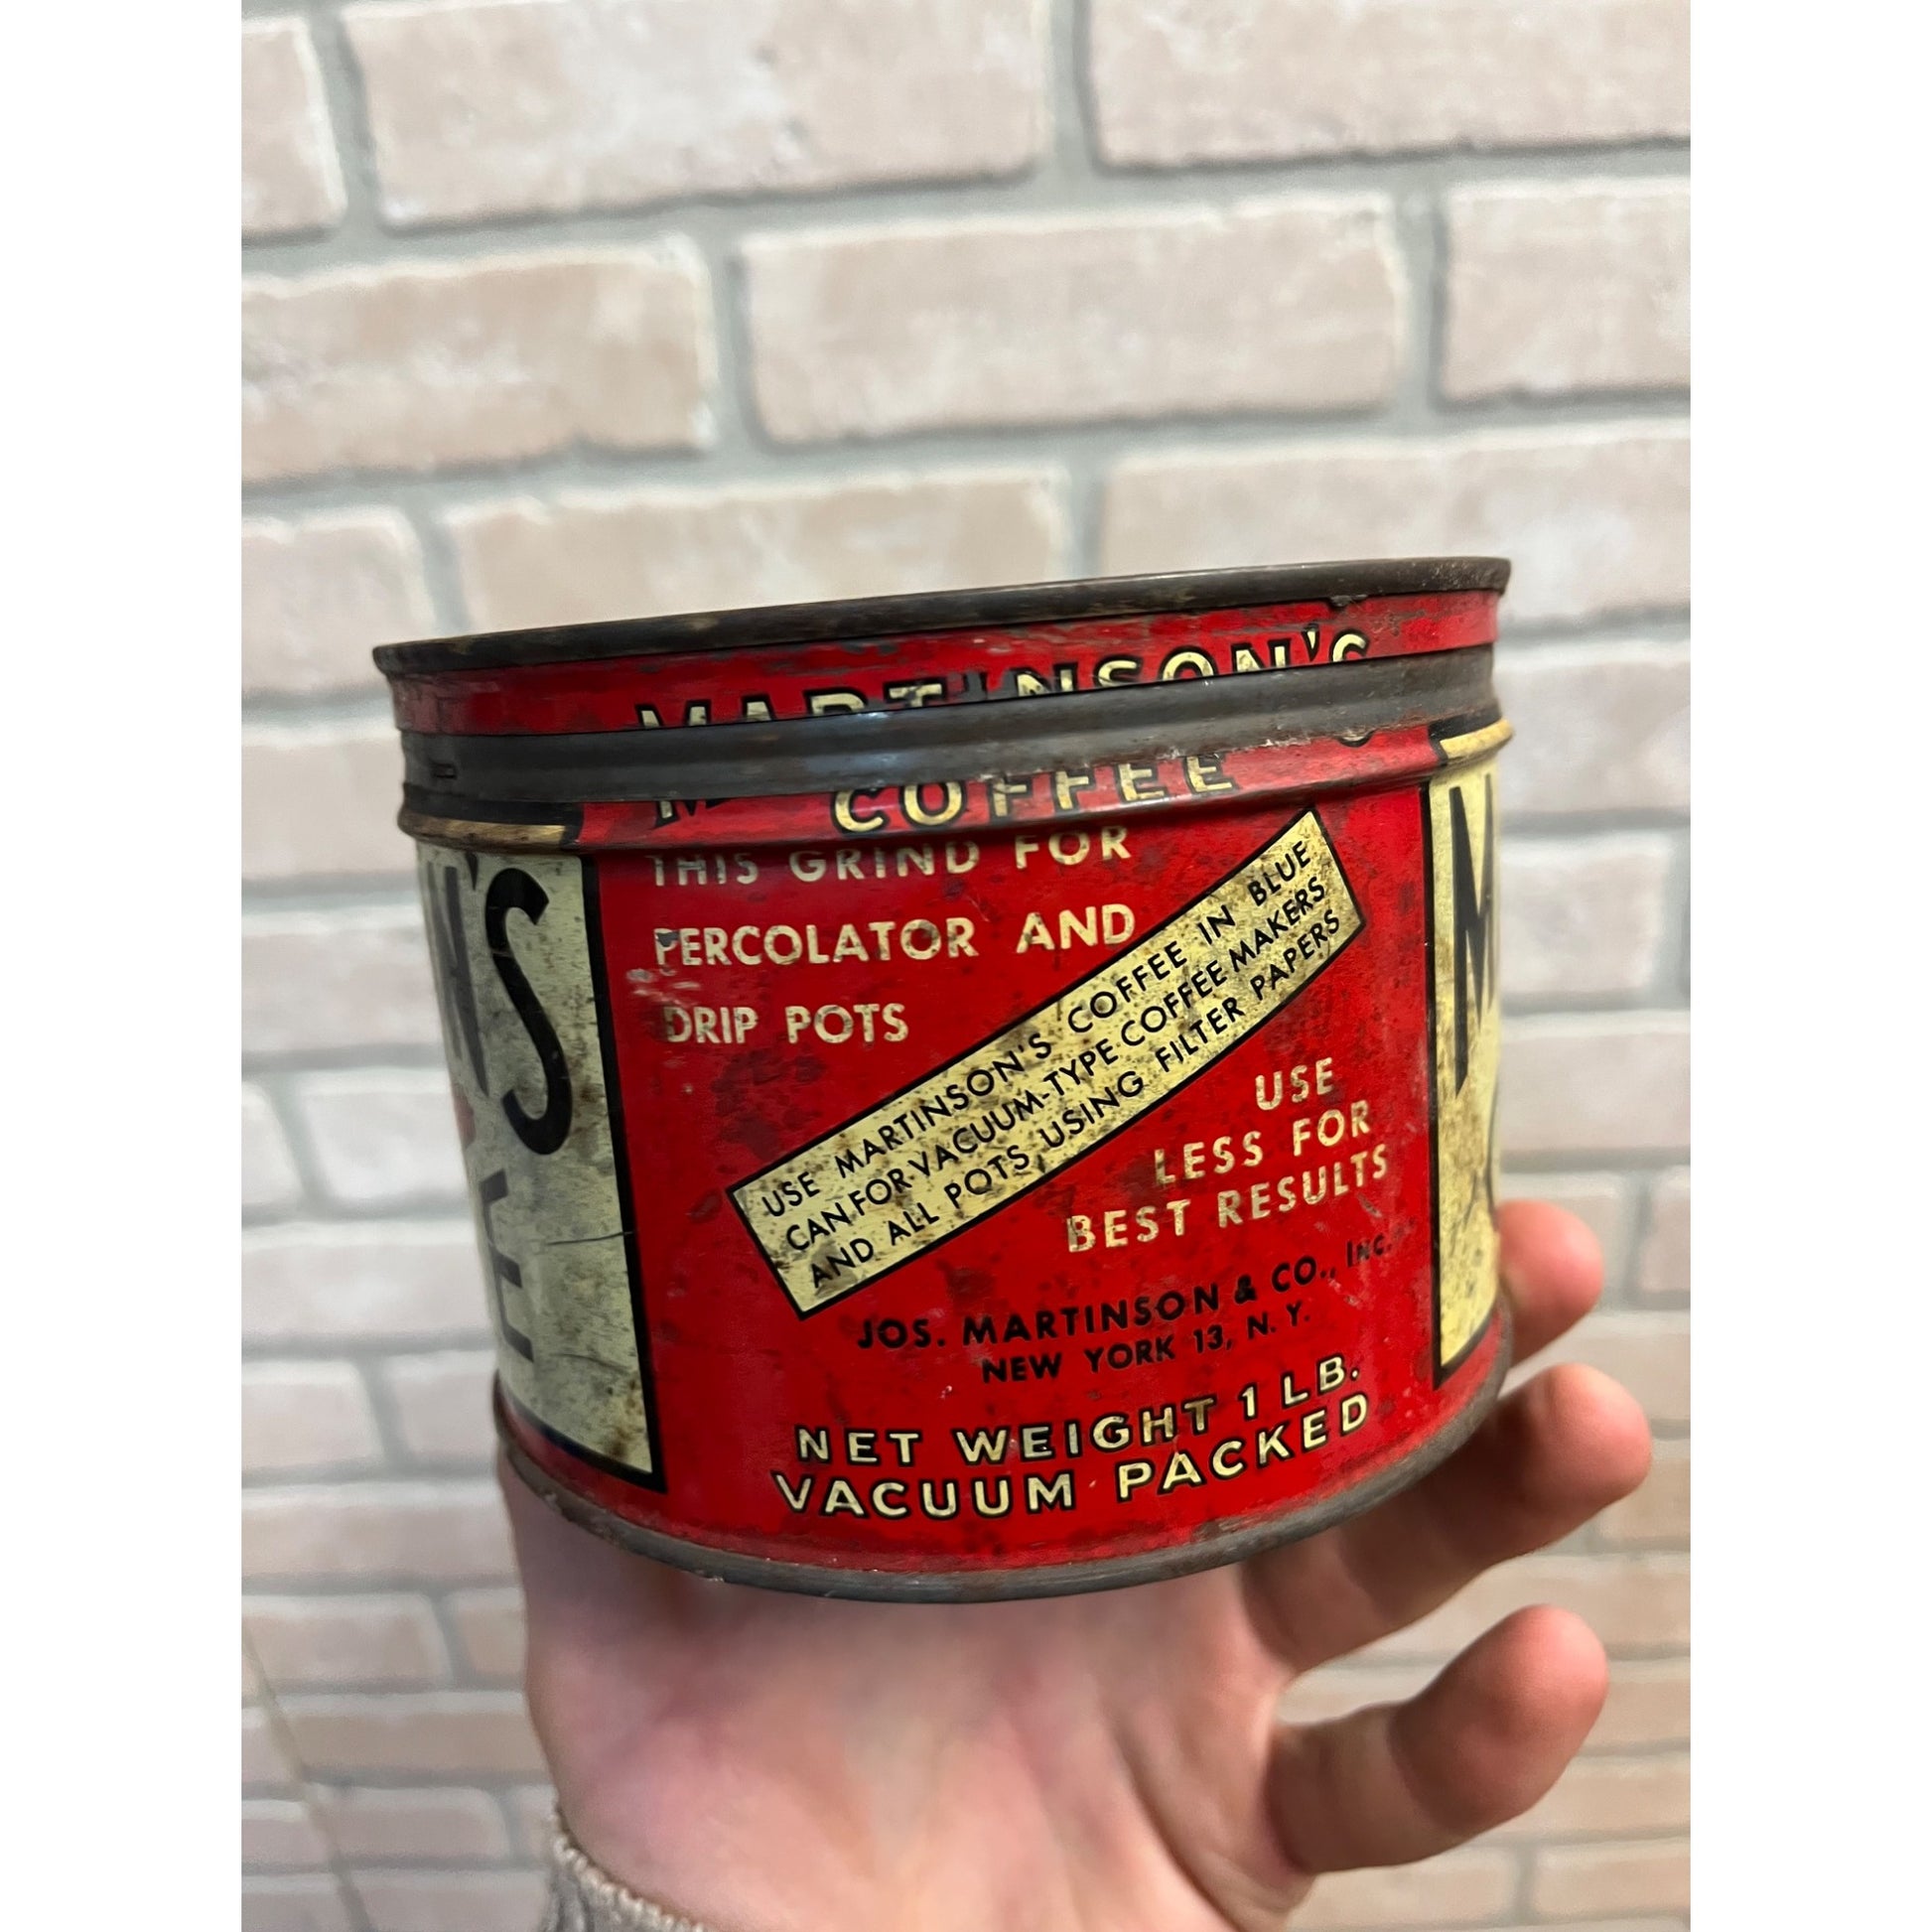 MARTINSON'S
COFFEE
THIS GRIND FOR
PERCOLATOR AND
DRIP POTS
USE MARTINSON'S COFFEE IN BLUE
CAN FOR VACUUM-TYPE COFFEE MAKERS
AND ALL POTS USING FILTER PAPERS
USE
LESS FOR
BEST RESULTS
JOS. MARTINSON & CO., INC.
NEW YORK 13, N. Y.
NET WEIGHT 1 LB.
VACUUM PACKED
N'S
E
M